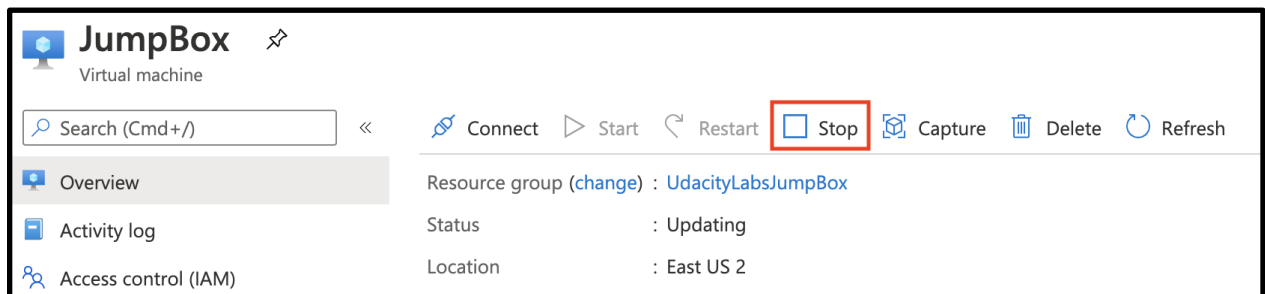 JumpBox
Virtual machine
Search (Cmd+/)
«
Connect Start Restart Stop Capture Delete Refresh
Overview
Resource group (change) : UdacityLabsJumpBox
Activity log
Status : Updating
Access control (IAM)
Location : East US 2